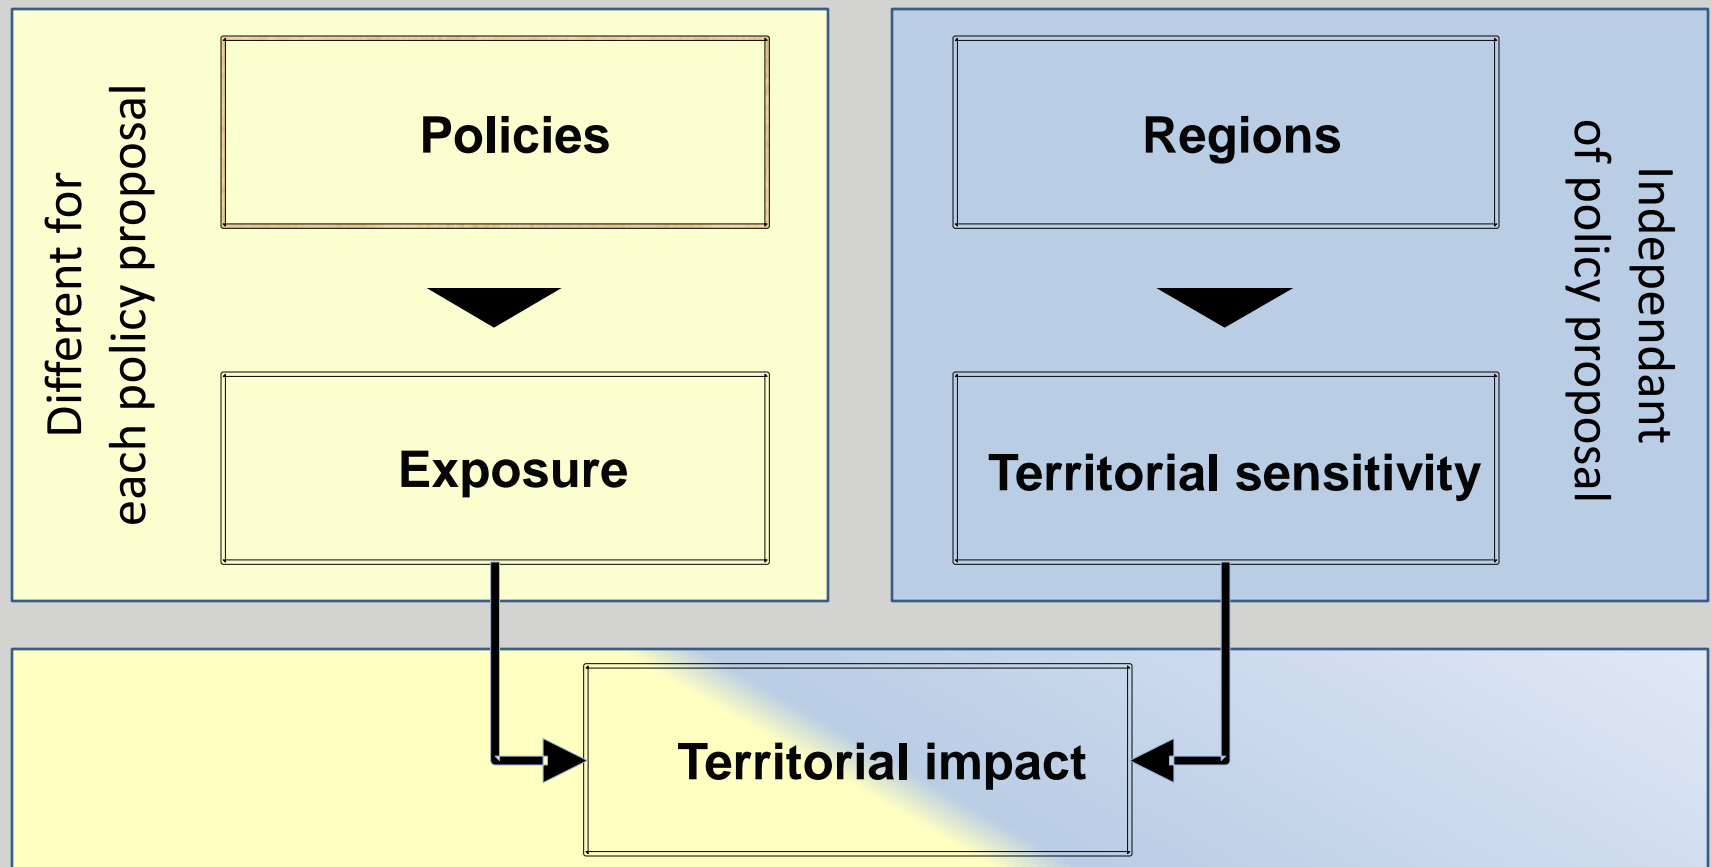 Different for
each policy proposal
Policies
Exposure
Regions
Territorial sensitivity
Independant
of policy proposal
Territorial impact